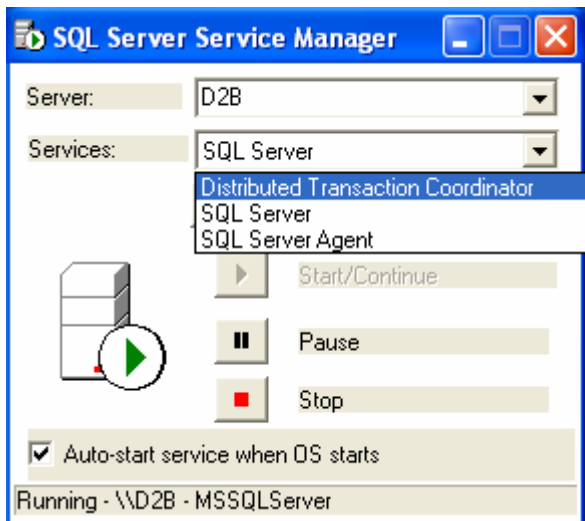 SQL Server Service Manager
Server: D2B
Services: SQL Server
Distributed Transaction Coordinator
SQL Server
SQL Server Agent
Start/Continue
Pause
Stop
Auto-start service when OS starts
Running - \\D2B - MSSQLServer